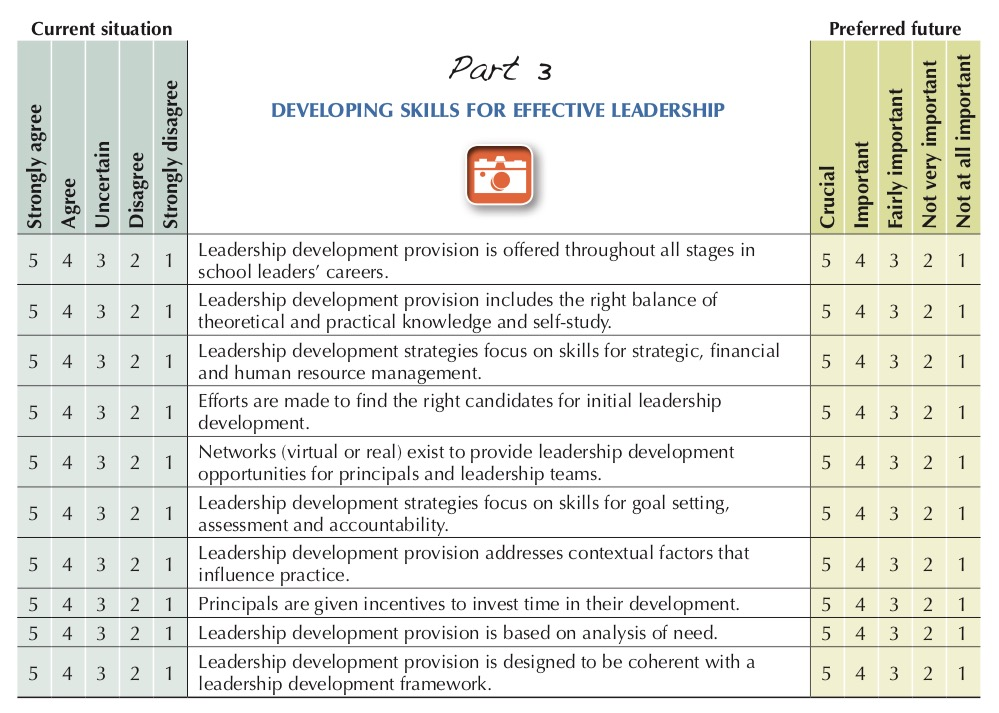 Current situation
Preferred future
Strongly agree
Agree
Uncertain
Disagree
Strongly disagree
Part 3
DEVELOPING SKILLS FOR EFFECTIVE LEADERSHIP
Crucial
Important
Fairly important
Not very important
Not at all important
5 4 3 2 1 Leadership development provision is offered throughout all stages in 5 4 3 2 1
school leaders’ careers.
5 4 3 2 1 Leadership development provision includes the right balance of 5 4 3 2 1
theoretical and practical knowledge and self-study.
5 4 3 2 1 Leadership development strategies focus on skills for strategic, financial 5 4 3 2 1
and human resource management.
5 4 3 2 1 Efforts are made to find the right candidates for initial leadership 5 4 3 2 1
development.
5 4 3 2 1 Networks (virtual or real) exist to provide leadership development 5 4 3 2 1
opportunities for principals and leadership teams.
5 4 3 2 1 Leadership development strategies focus on skills for goal setting, 5 4 3 2 1
assessment and accountability.
5 4 3 2 1 Leadership development provision addresses contextual factors that 5 4 3 2 1
influence practice.
5 4 3 2 1 Principals are given incentives to invest time in their development. 5 4 3 2 1
5 4 3 2 1 Leadership development provision is based on analysis of need. 5 4 3 2 1
5 4 3 2 1 Leadership development provision is designed to be coherent with a 5 4 3 2 1
leadership development framework.